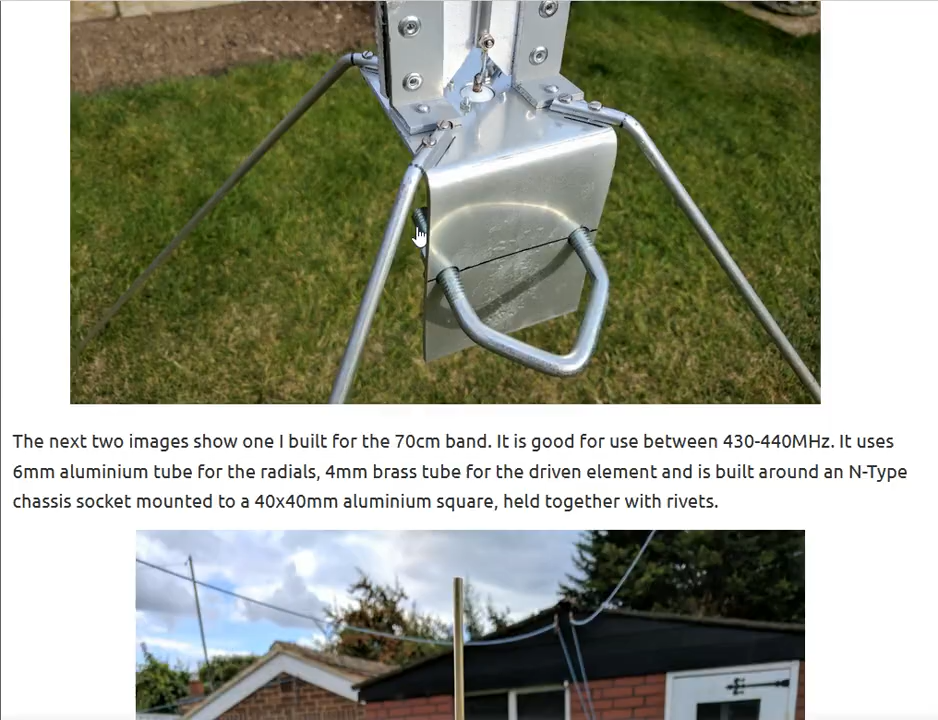 The next two images show one I built for the 70cm band. It is good for use between 430-440MHz. It uses
6mm aluminium tube for the radials, 4mm brass tube for the driven element and is built around an N-Type
chassis socket mounted to a 40x40mm aluminium square, held together with rivets.